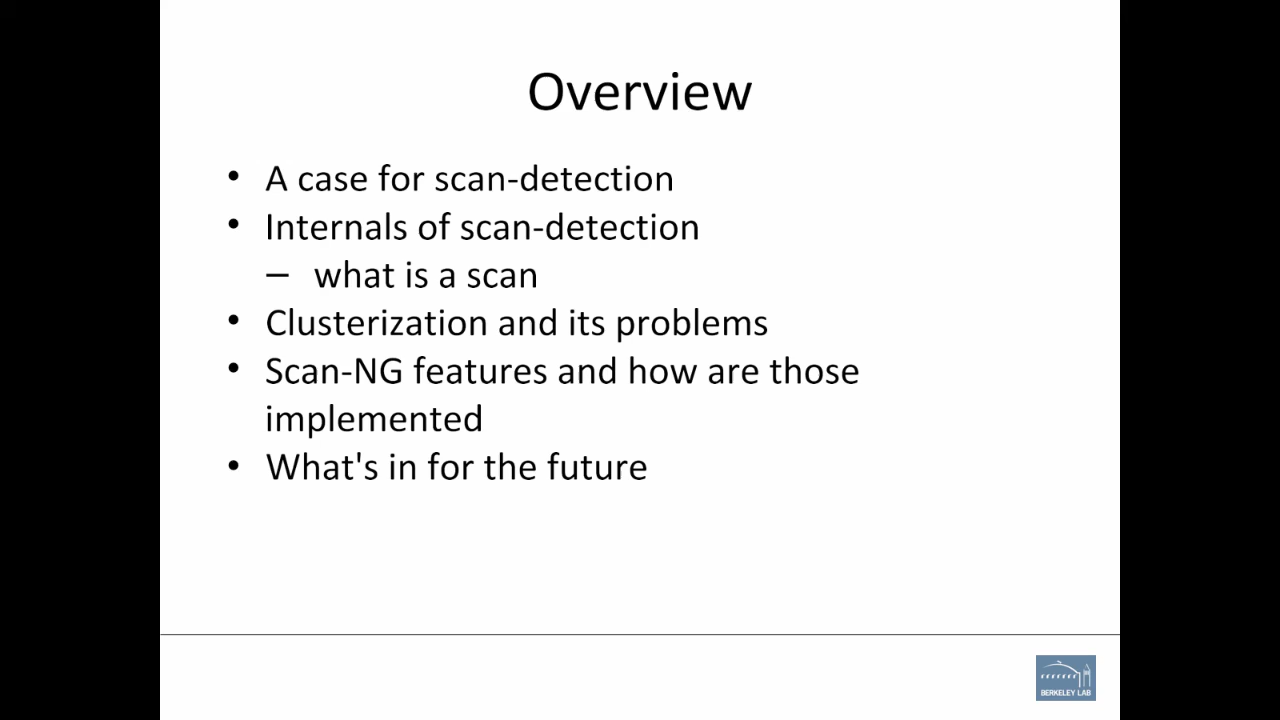 Overview
• A case for scan-detection
• Internals of scan-detection
– what is a scan
• Clusterization and its problems
• Scan-NG features and how are those
implemented
• What's in for the future
BERKELEY LAB